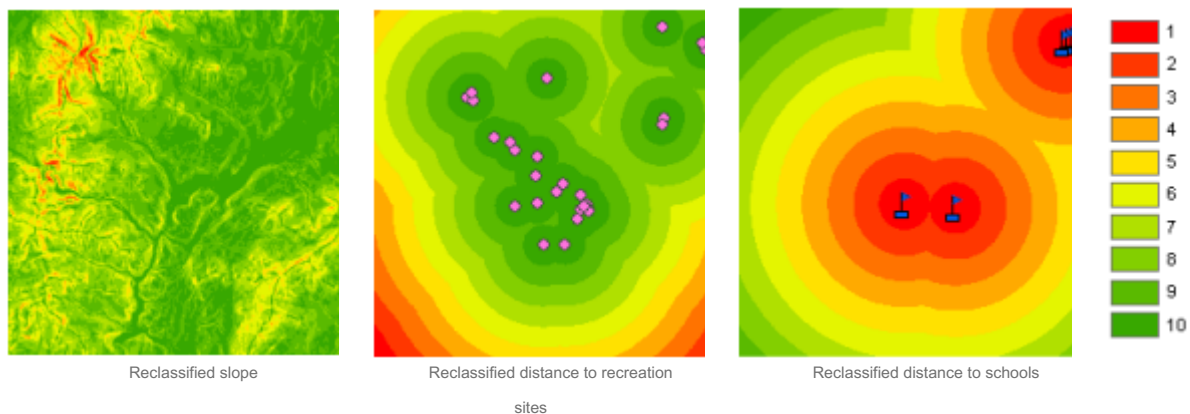 1
2
3
4
5
6
7
8
9
10
Reclassified slope
Reclassified distance to recreation
sites
Reclassified distance to schools